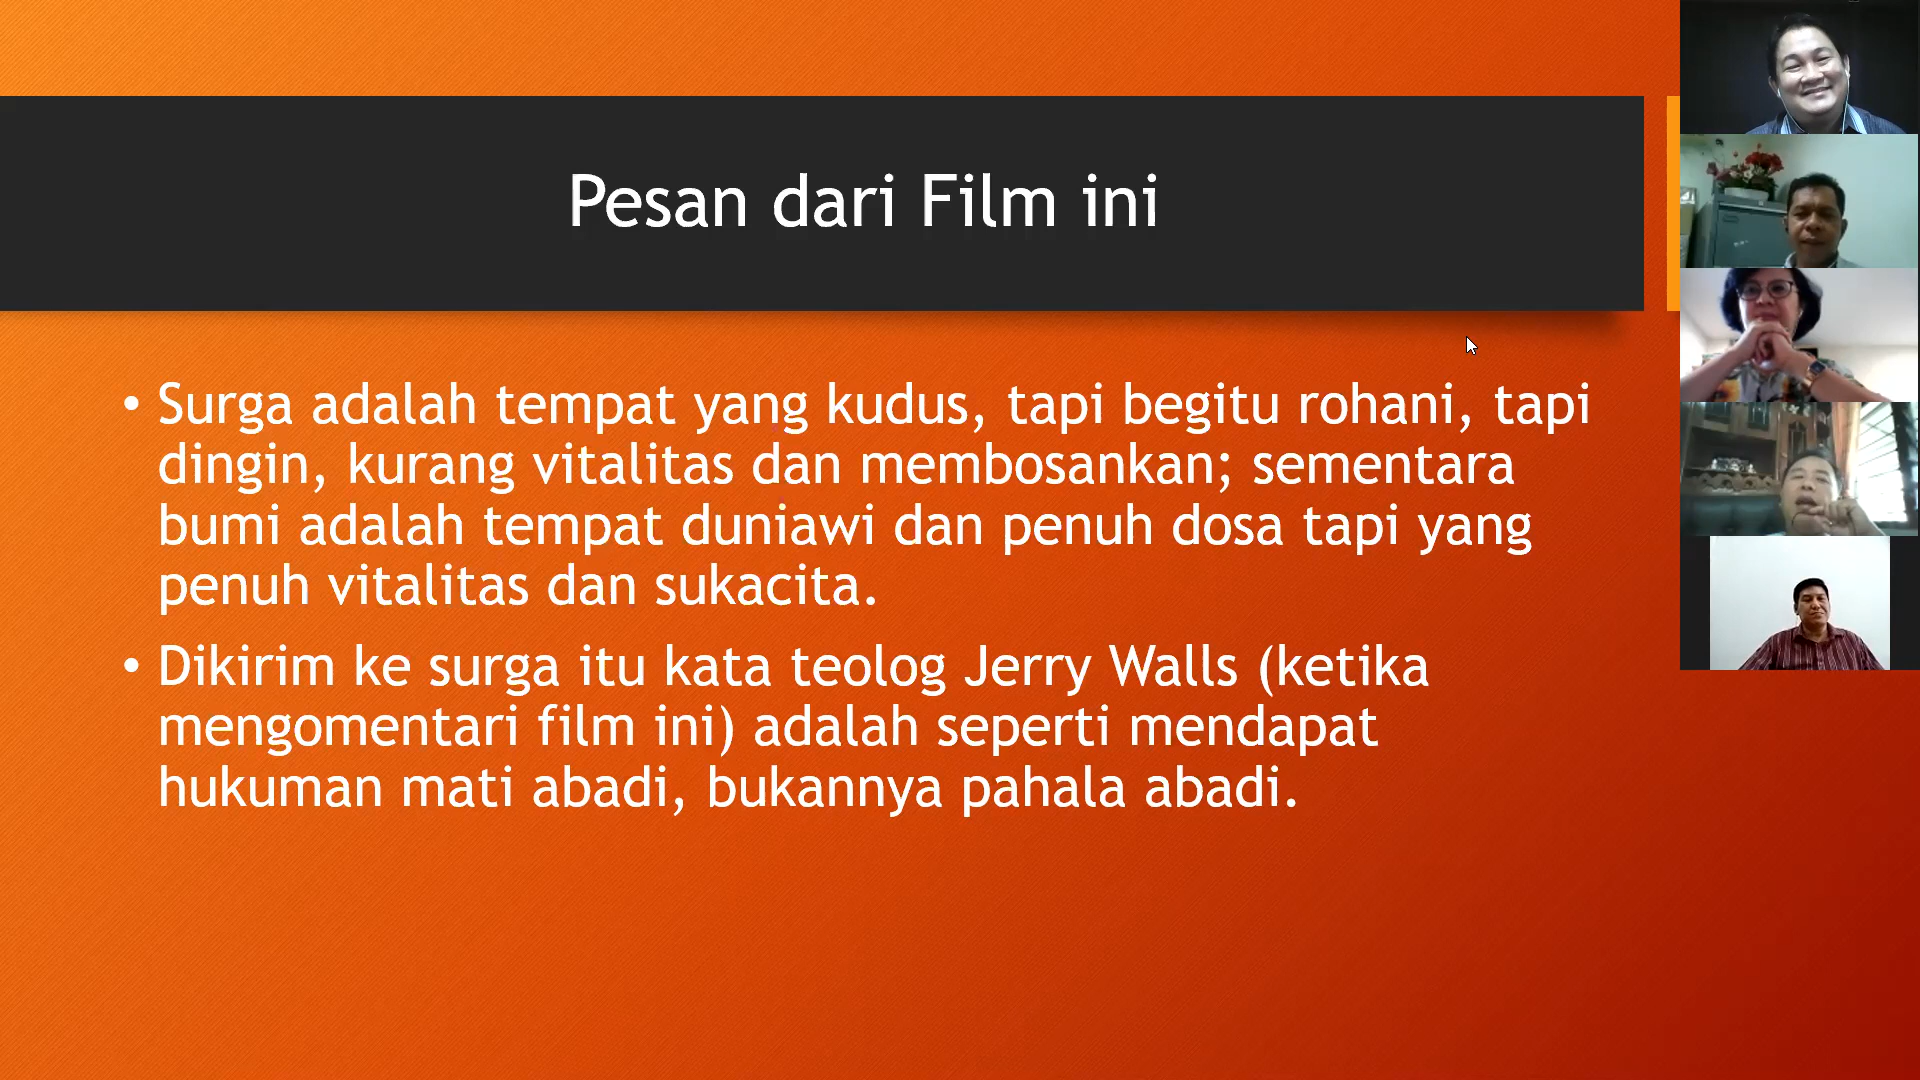 Pesan dari Film ini
• Surga adalah tempat yang kudus, tapi begitu rohani, tapi
dingin, kurang vitalitas dan membosankan; sementara
bumi adalah tempat duniawi dan penuh dosa tapi yang
penuh vitalitas dan sukacita.
• Dikirim ke surga itu kata teolog Jerry Walls (ketika
mengomentari film ini) adalah seperti mendapat
hukuman mati abadi, bukannya pahala abadi.